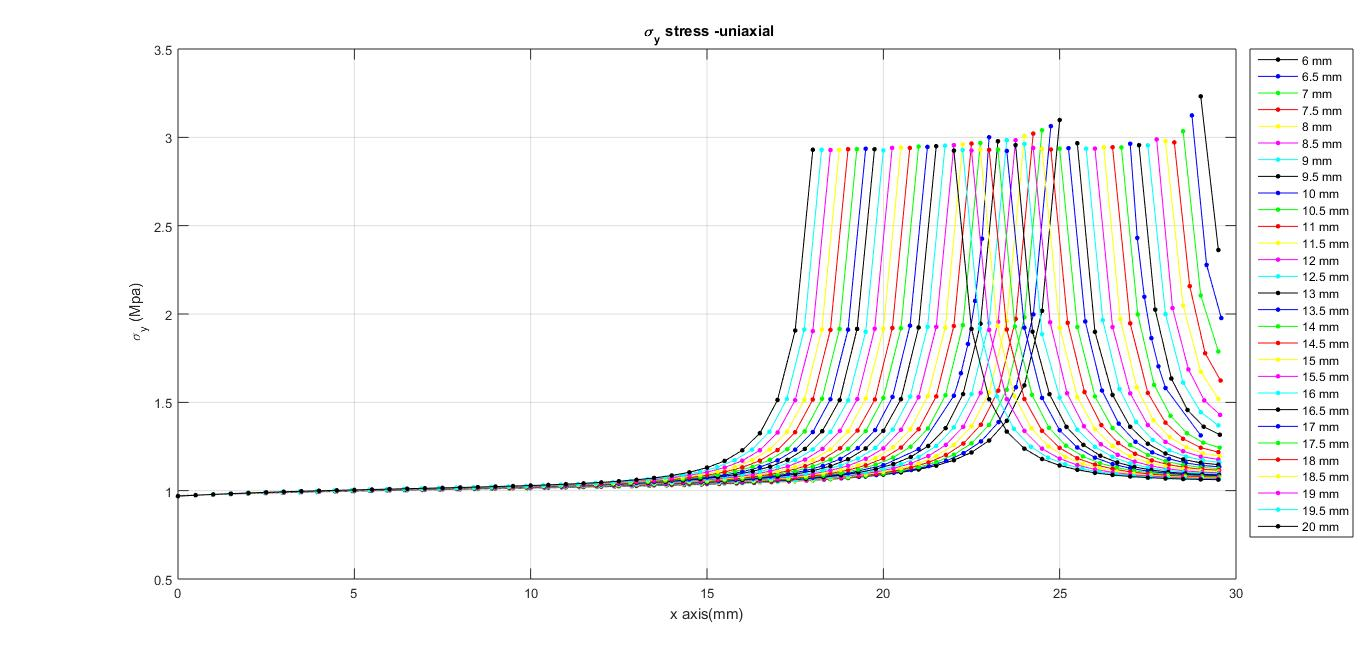 σy stress -uniaxial
3.5
3
2.5
2
1.5
1
0.5
σy (Mpa)
0
5
10
15
20
25
30
x axis(mm)
6 mm
6.5 mm
7 mm
7.5 mm
8 mm
8.5 mm
9 mm
9.5 mm
10 mm
10.5 mm
11 mm
11.5 mm
12 mm
12.5 mm
13 mm
13.5 mm
14 mm
14.5 mm
15 mm
15.5 mm
16 mm
16.5 mm
17 mm
17.5 mm
18 mm
18.5 mm
19 mm
19.5 mm
20 mm